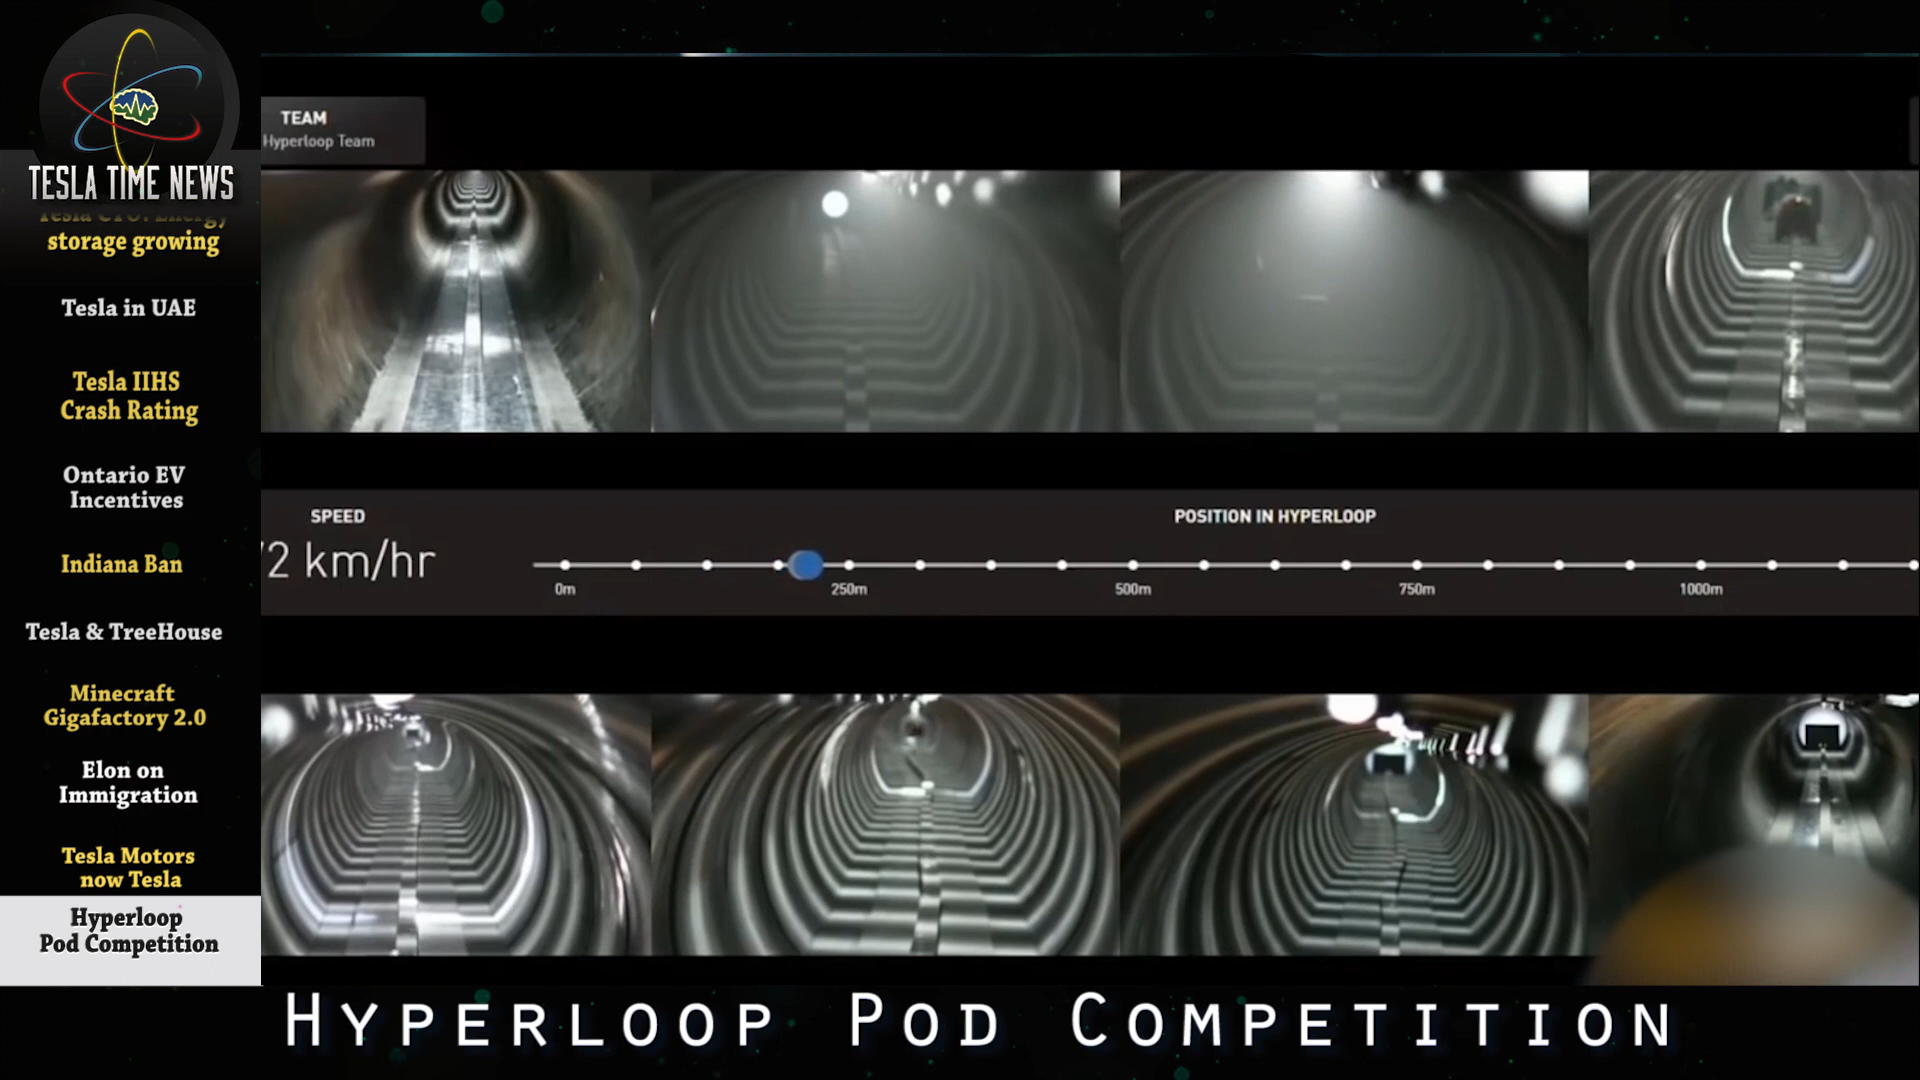 TESLA TIME NEWS
storage growing
Tesla in UAE
Tesla IIHS
Crash Rating
Ontario EV
Incentives
Indiana Ban
Tesla & TreeHouse
Minecraft
Gigafactory 2.0
Elon on
Immigration
Tesla Motors
now Tesla
Hyperloop
Pod Competition
TEAM
Hyperloop Team
SPEED
2 km/hr
POSITION IN HYPERLOOP
0m 250m 500m 750m 1000m
HYPERLOOP POD COMPETITION